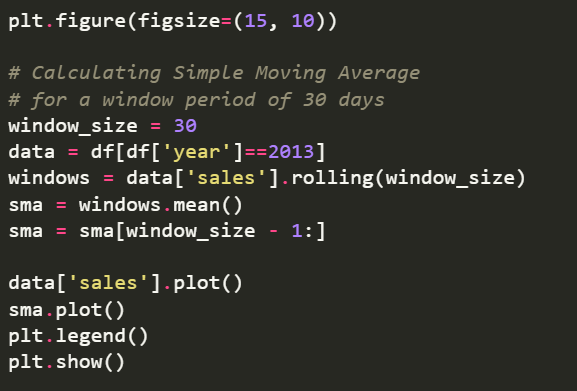 plt.figure(figsize=(15, 10))
# Calculating Simple Moving Average
# for a window period of 30 days
window_size = 30
data = df[df['year']==2013]
windows = data['sales'].rolling(window_size)
sma = windows.mean()
sma = sma[window_size - 1:]
data['sales'].plot()
sma.plot()
plt.legend()
plt.show()